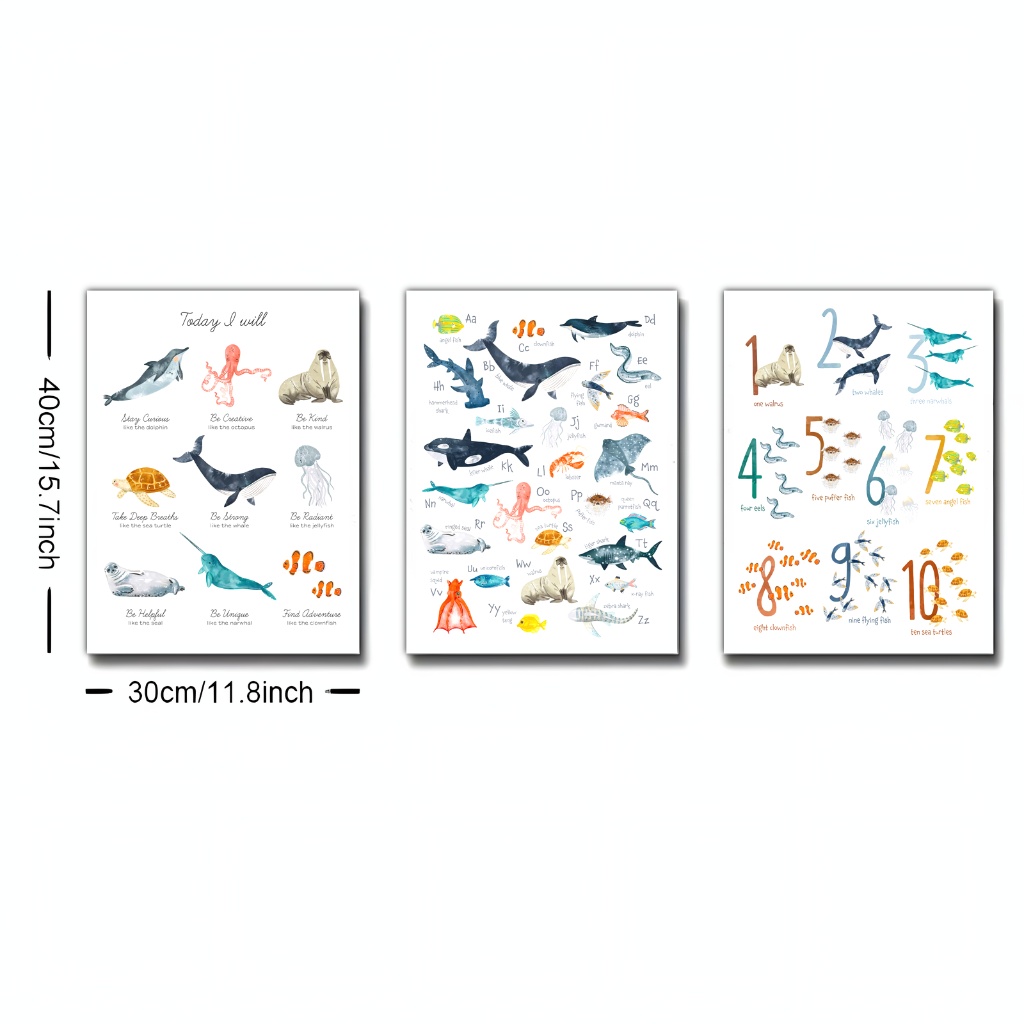 40cm/15.7inch
30cm/11.8inch
Today I will
Stay Curious
like the dolphin
Be Creative
like the octopus
Be Kind
like the walrus
Take Deep Breaths
like the sea turtle
Be Strong
like the whale
Be Radiant
like the jellyfish
Be Helpful
like the seal
Be Unique
like the narwhal
Find Adventure
like the clownfish
Aa
angel fish
Bb
blue whale
Cc
clownfish
Dd
dolphin
Ee
eel
Ff
flying
fish
Gg
Hh
hammerhead
shark
Ii
Jj
jellyfish
Kk
killer whale
Ll
lobster
Mm
manta ray
Nn
narwhal
Oo
octopus
Pp
puffer fish
Qq
queen
parrotfish
Rr
ringed seal
Ss
sea turtle
Tt
tiger shark
Uu
unicornfish
Vv
vampire
squid
Ww
walrus
Xx
x-ray fish
Yy
yellow
tang
Zz
zebra shark
1
one walrus
2
two whales
3
three narwhals
4
four eels
5
five puffer fish
6
six jellyfish
7
seven angel fish
8
eight clownfish
9
nine flying fish
10
ten sea turtles